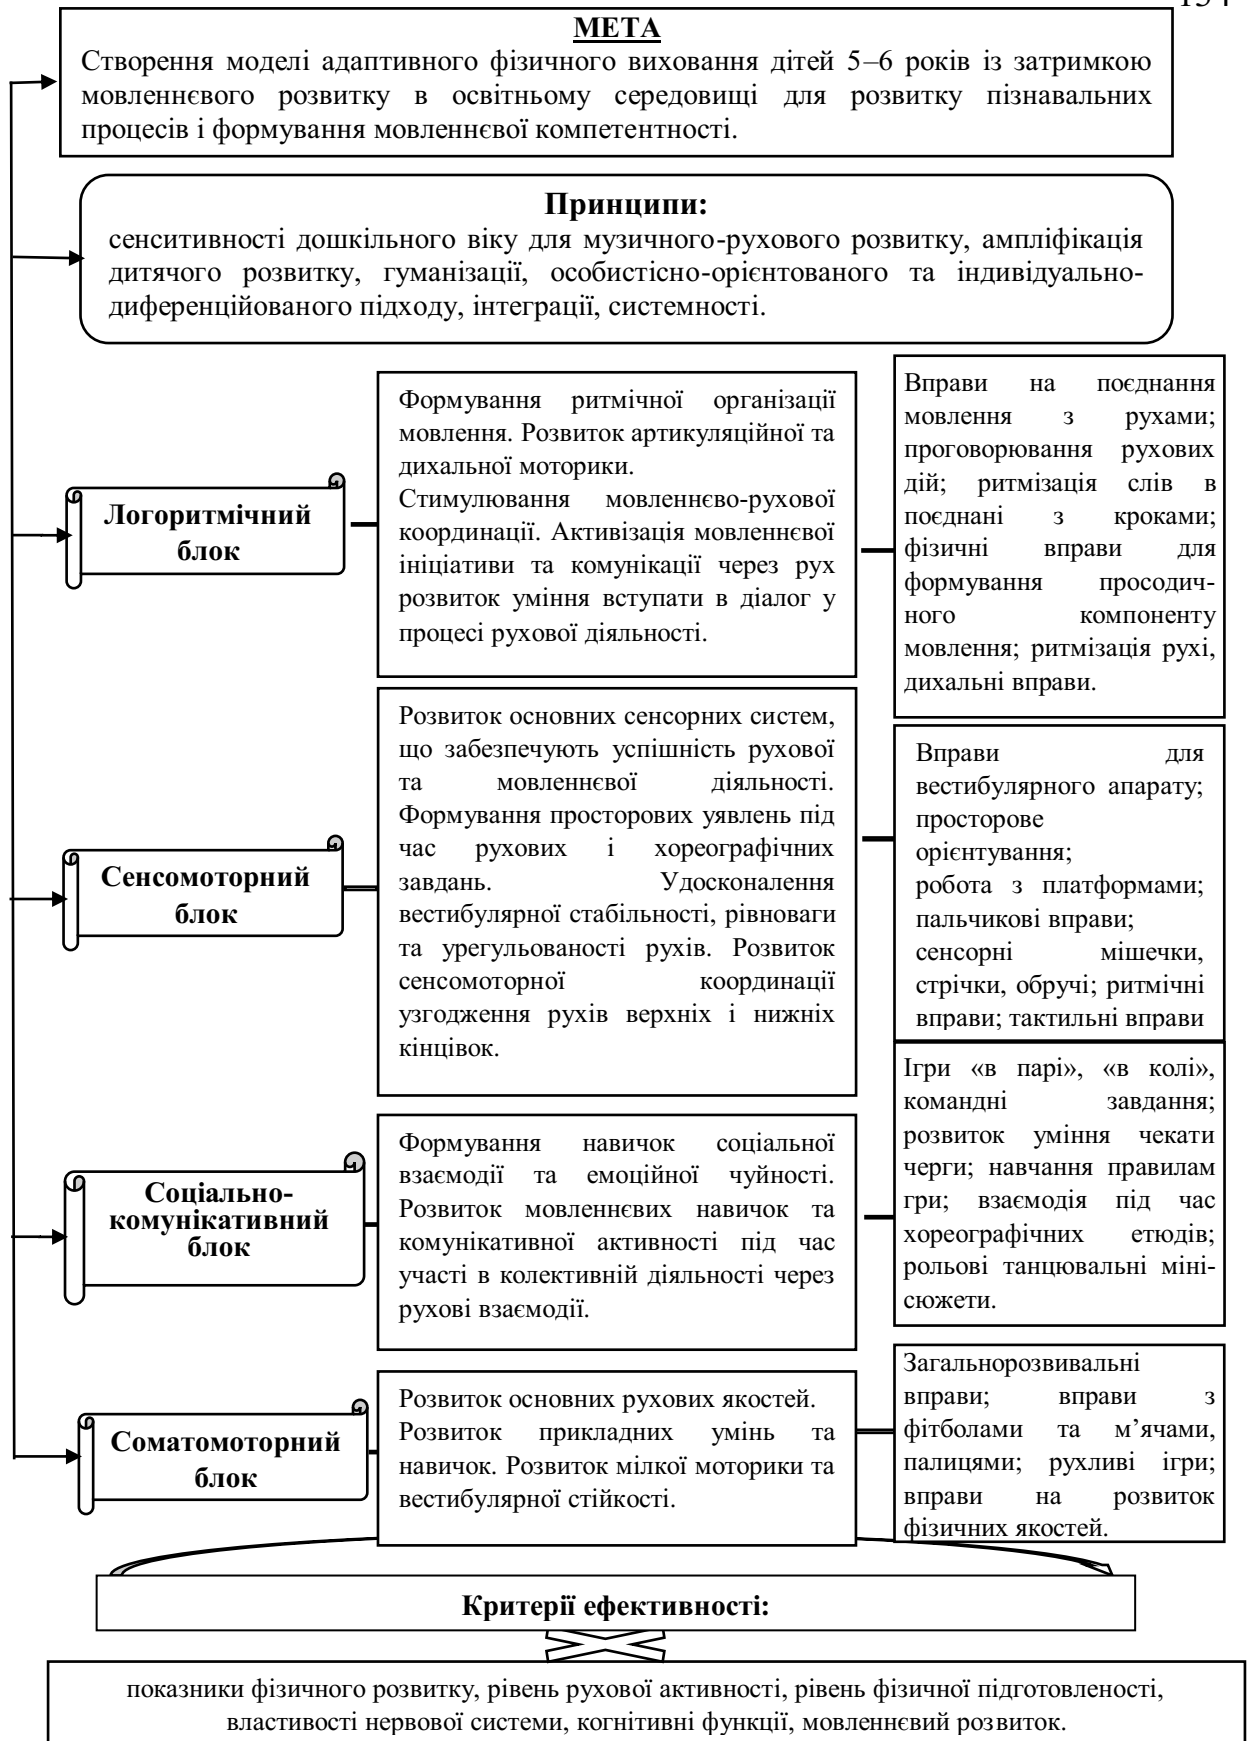 МЕТА
Створення моделі адаптивного фізичного виховання дітей 5–6 років із затримкою
мовленнєвого розвитку в освітньому середовищі для розвитку пізнавальних
процесів і формування мовленнєвої компетентності.
Принципи:
сенситивності дошкільного віку для музичного-рухового розвитку, ампліфікація
дитячого розвитку, гуманізації, особистісно-орієнтованого та індивідуально-
диференційованого підходу, інтеграції, системності.
Логоритмічний
блок
Формування ритмічної організації
мовлення. Розвиток артикуляційної та
дихальної моторики.
Стимулювання мовленнєво-рухової
координації. Активізація мовленнєвої
ініціативи та комунікації через рух
розвиток уміння вступати в діалог у
процесі рухової діяльності.
Вправи на поєднання
мовлення з рухами;
проговорювання рухових
дій; ритмізація слів в
поєднані з кроками;
фізичні вправи для
формування просодич-
ного компоненту
мовлення; ритмізація рухі,
дихальні вправи.
Сенсомоторний
блок
Розвиток основних сенсорних систем,
що забезпечують успішність рухової
та мовленнєвої діяльності.
Формування просторових уявлень під
час рухових і хореографічних
завдань. Удосконалення
вестибулярної стабільності, рівноваги
та урегульованості рухів. Розвиток
сенсомоторної координації
узгодження рухів верхніх і нижніх
кінцівок.
Вправи для
вестибулярного апарату;
просторове
орієнтування;
робота з платформами;
пальчикові вправи;
сенсорні мішечки,
стрічки, обручі; ритмічні
вправи; тактильні вправи
Соціально-
комунікативний
блок
Формування навичок соціальної
взаємодії та емоційної чуйності.
Розвиток мовленнєвих навичок та
комунікативної активності під час
участі в колективній діяльності через
рухові взаємодії.
Ігри «в парі», «в колі»,
командні завдання;
розвиток уміння чекати
черги; навчання правилам
гри; взаємодія під час
хореографічних етюдів;
рольові танцювальні міні-
сюжети.
Соматомоторний
блок
Розвиток основних рухових якостей.
Розвиток прикладних умінь та
навичок. Розвиток мілкої моторики та
вестибулярної стійкості.
Загальнорозвивальні
вправи; вправи з
фітболами та м’ячами,
палицями; рухливі ігри;
вправи на розвиток
фізичних якостей.
Критерії ефективності:
показники фізичного розвитку, рівень рухової активності, рівень фізичної підготовленості,
властивості нервової системи, когнітивні функції, мовленнєвий розвиток.